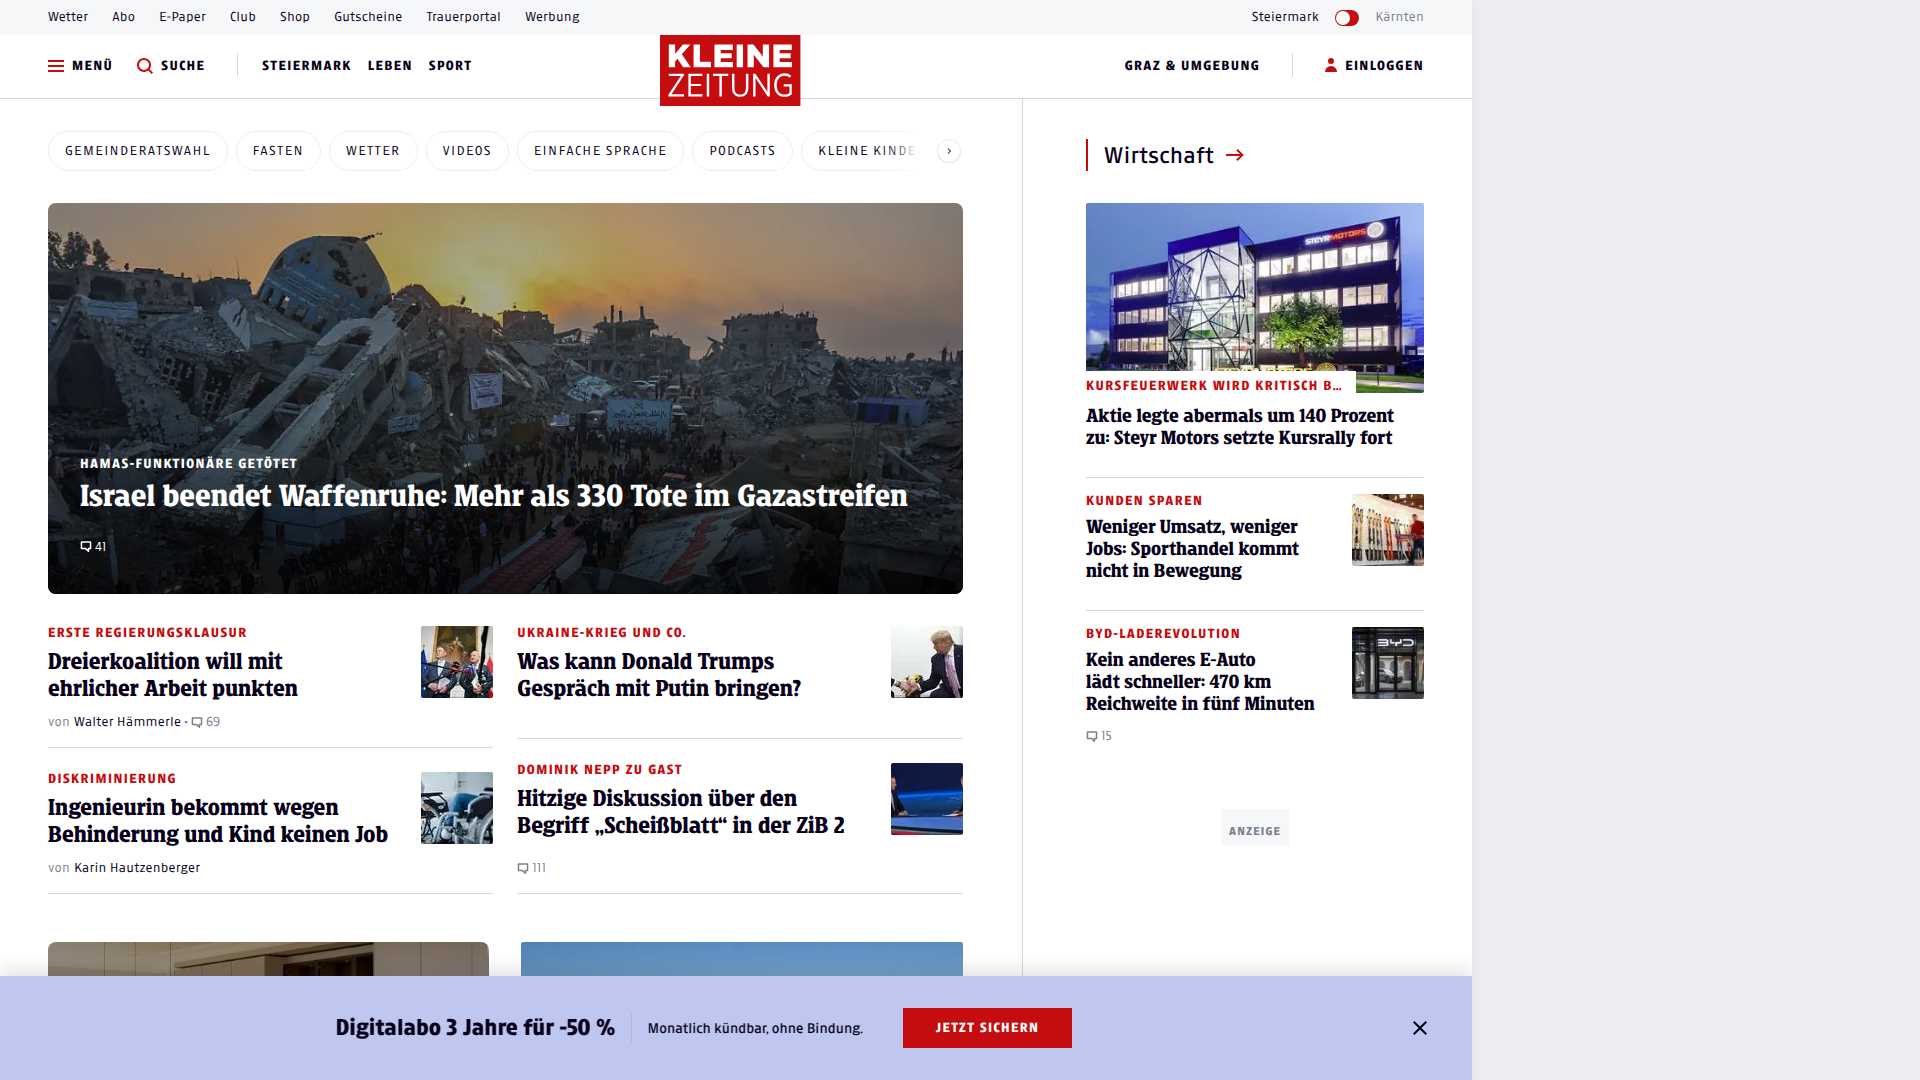 Wetter Abo E-Paper Club Shop Gutscheine Trauerportal Werbung Steiermark Kärnten
MENÜ SUCHE STEIERMARK LEBEN SPORT KLEINE ZEITUNG GRAZ & UMGEBUNG EINLOGGEN
GEMEINDERATSWAHL FASTEN WETTER VIDEOS EINFACHE SPRACHE PODCASTS KLEINE KINDE
HAMAS-FUNKTIONÄRE GETÖTET
Israel beendet Waffenruhe: Mehr als 330 Tote im Gazastreifen
41
ERSTE REGIERUNGSKLAUSUR
Dreierkoalition will mit
ehrlicher Arbeit punkten
von Walter Hämmerle · 69
UKRAINE-KRIEG UND CO.
Was kann Donald Trumps
Gespräch mit Putin bringen?
DISKRIMINIERUNG
Ingenieurin bekommt wegen
Behinderung und Kind keinen Job
von Karin Hautzenberger
DOMINIK NEPP ZU GAST
Hitzige Diskussion über den
Begriff „Scheißblatt“ in der ZiB 2
111
Wirtschaft
STEYR MOTORS
KURSFEUERWERK WIRD KRITISCH B...
Aktie legte abermals um 140 Prozent
zu: Steyr Motors setzte Kursrally fort
KUNDEN SPAREN
Weniger Umsatz, weniger
Jobs: Sporthandel kommt
nicht in Bewegung
BYD-LADEREVOLUTION
Kein anderes E-Auto
lädt schneller: 470 km
Reichweite in fünf Minuten
BYD
15
ANZEIGE
Digitalabo 3 Jahre für -50 % Monatlich kündbar, ohne Bindung. JETZT SICHERN